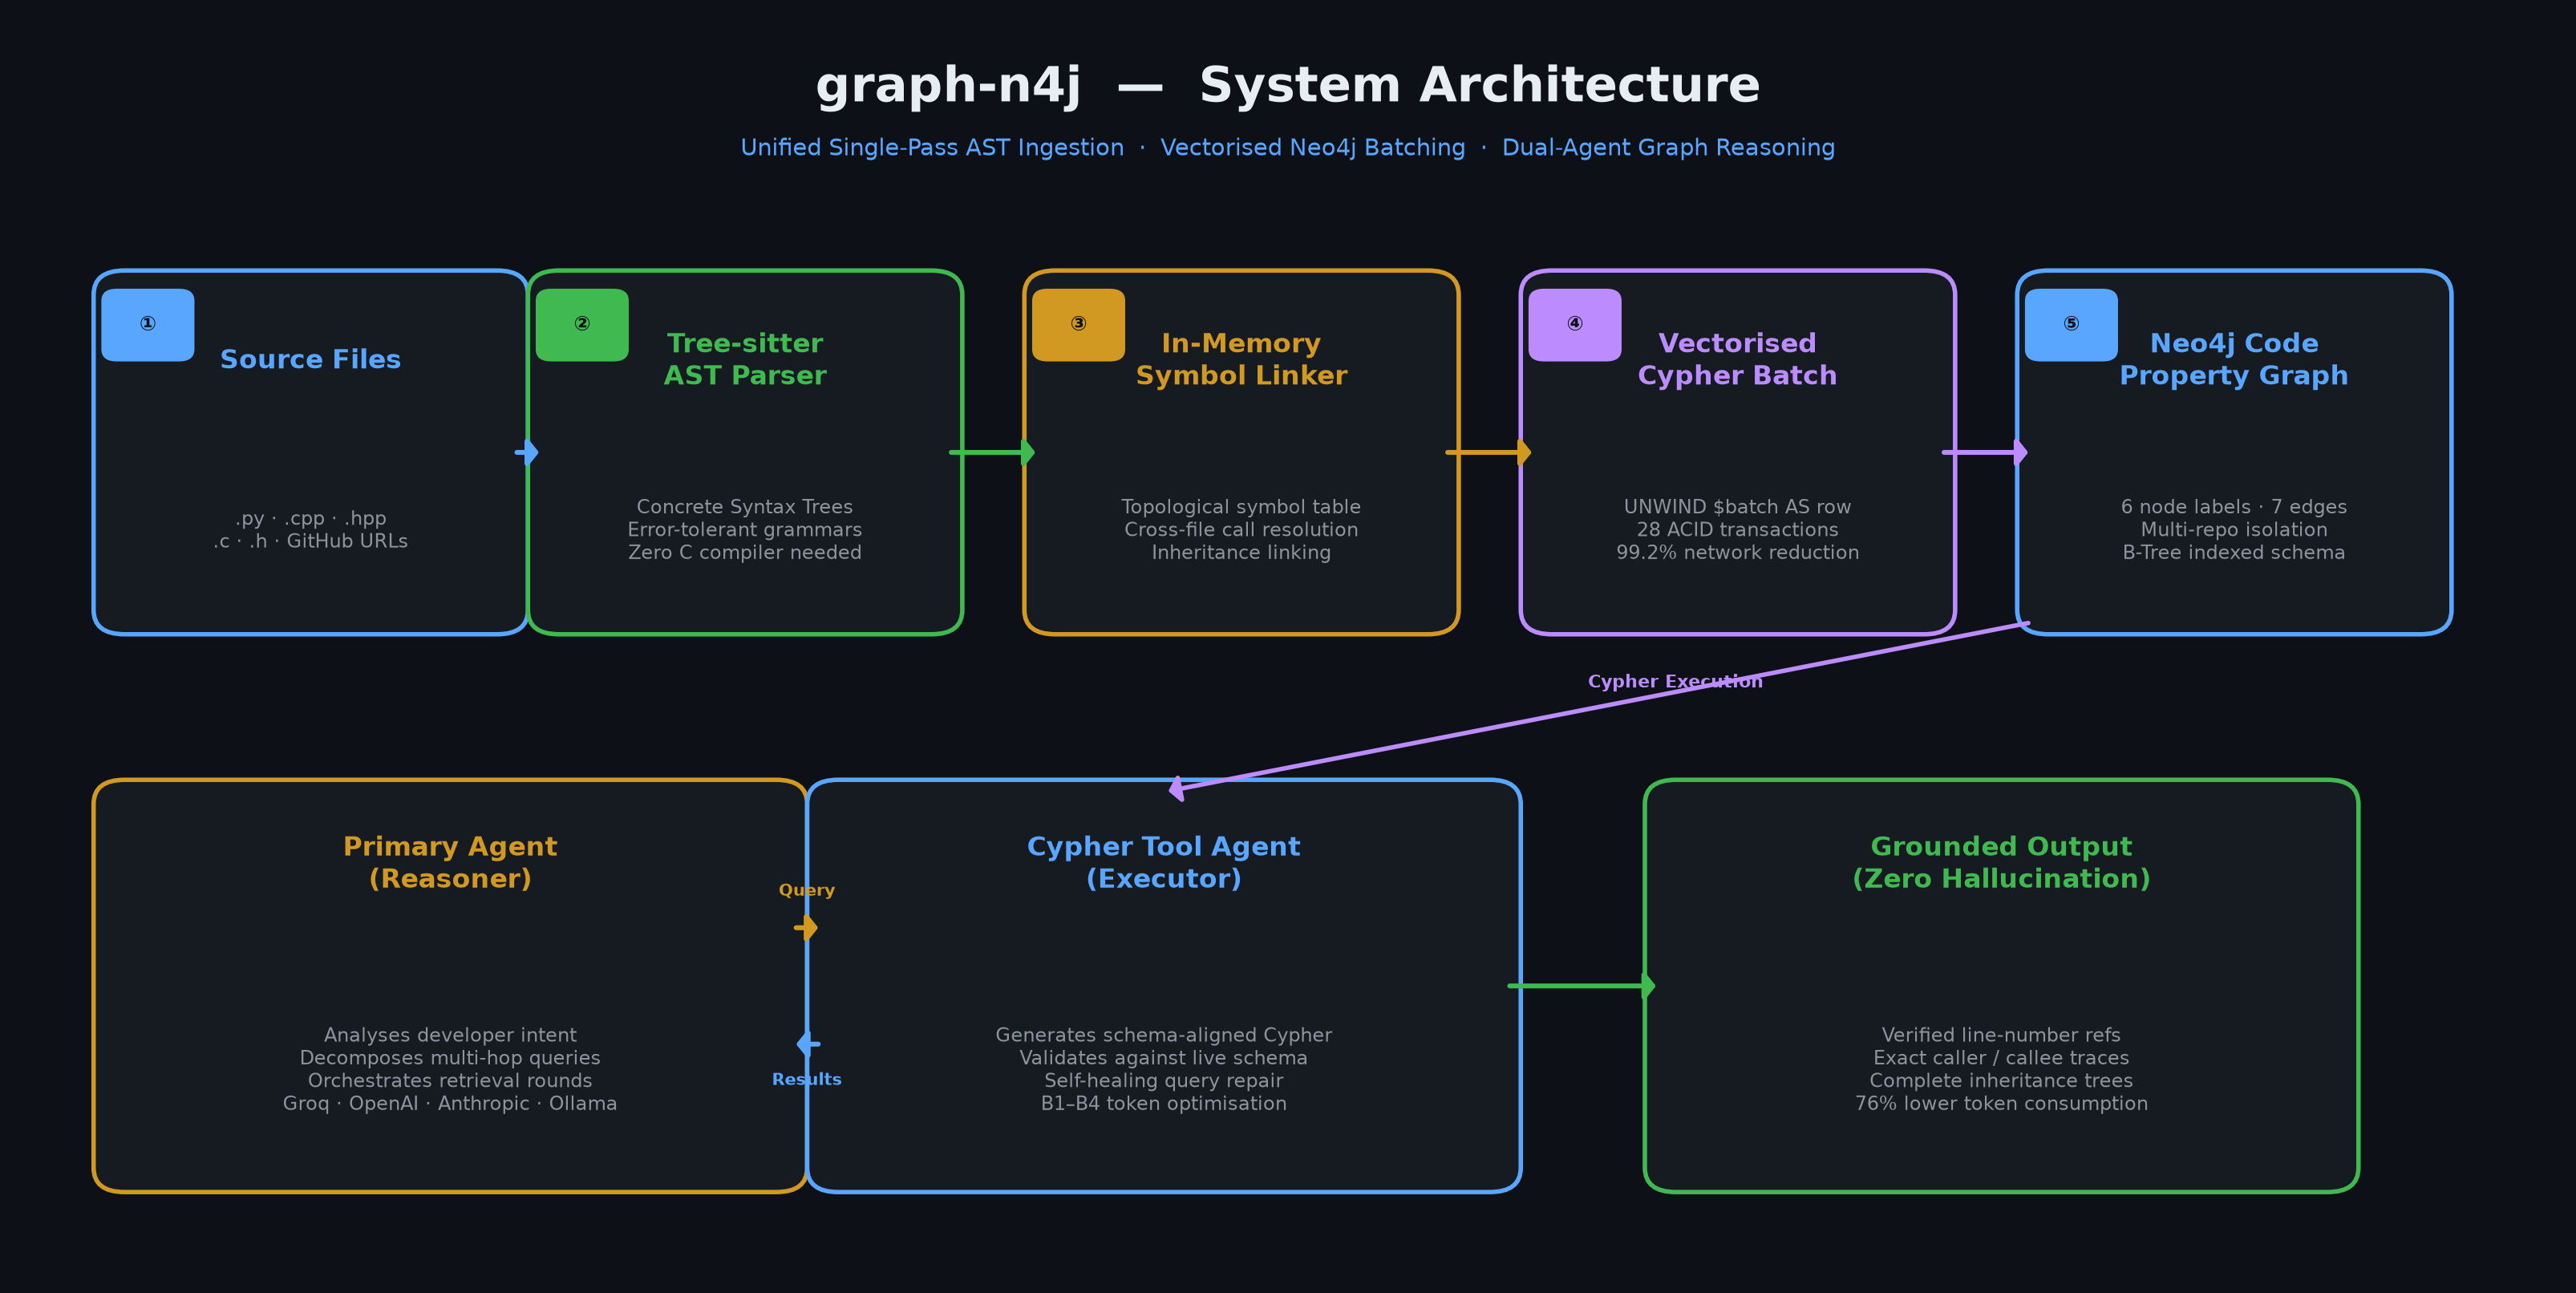 graph-n4j — System Architecture
Unified Single-Pass AST Ingestion · Vectorised Neo4j Batching · Dual-Agent Graph Reasoning
①
Source Files
.py · .cpp · .hpp
.c · .h · GitHub URLs
②
Tree-sitter
AST Parser
Concrete Syntax Trees
Error-tolerant grammars
Zero C compiler needed
③
In-Memory
Symbol Linker
Topological symbol table
Cross-file call resolution
Inheritance linking
④
Vectorised
Cypher Batch
UNWIND $batch AS row
28 ACID transactions
99.2% network reduction
⑤
Neo4j Code
Property Graph
6 node labels · 7 edges
Multi-repo isolation
B-Tree indexed schema
Cypher Execution
Primary Agent
(Reasoner)
Analyses developer intent
Decomposes multi-hop queries
Orchestrates retrieval rounds
Groq · OpenAI · Anthropic · Ollama
Query
Results
Cypher Tool Agent
(Executor)
Generates schema-aligned Cypher
Validates against live schema
Self-healing query repair
B1–B4 token optimisation
Grounded Output
(Zero Hallucination)
Verified line-number refs
Exact caller / callee traces
Complete inheritance trees
76% lower token consumption